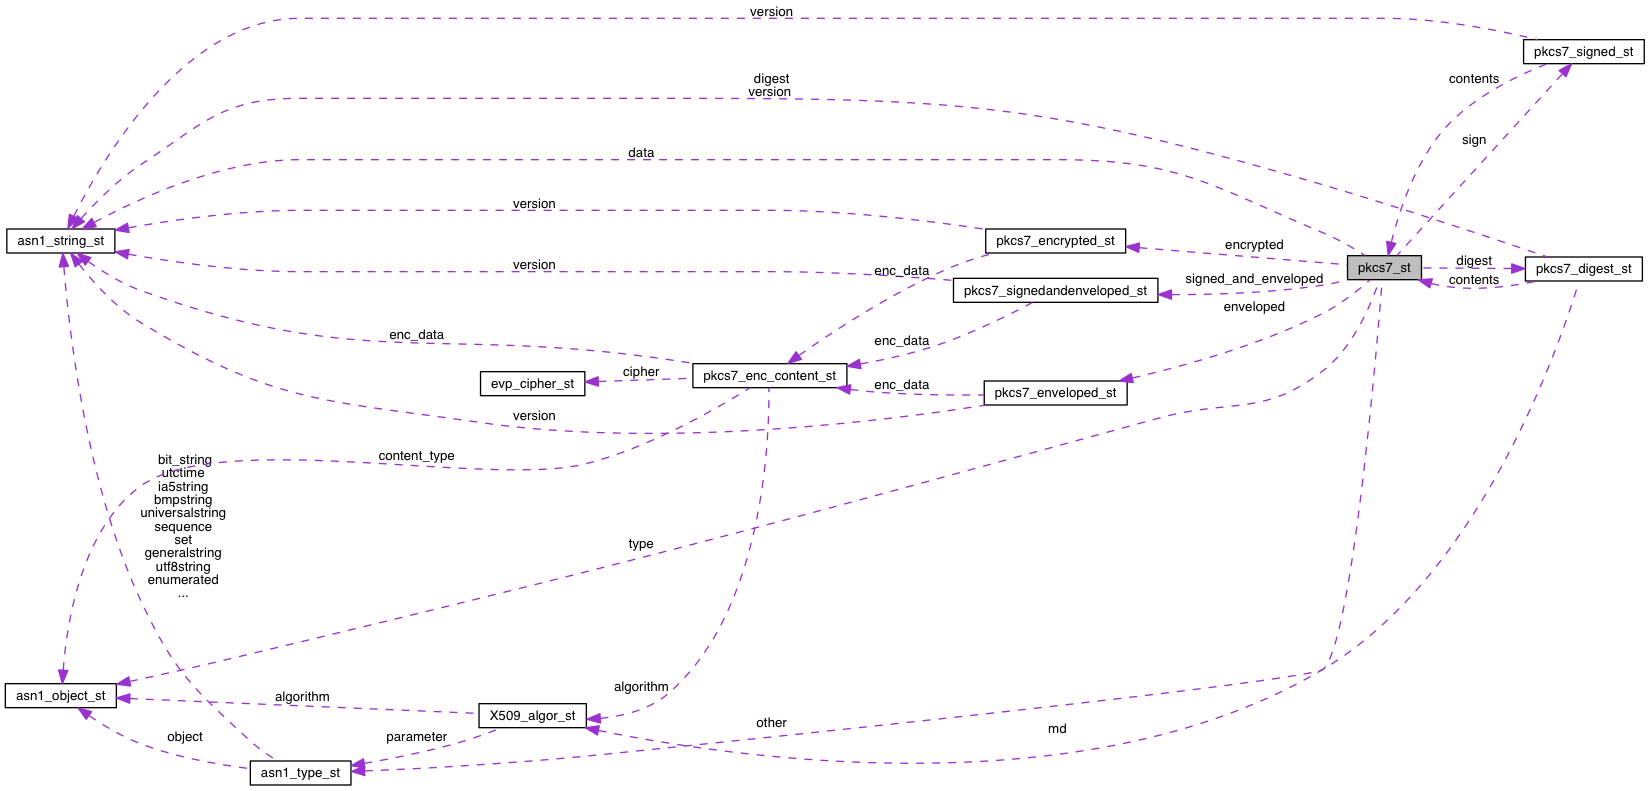 version
pkcs7_signed_st
contents
digest
version
sign
data
version
asn1_string_st
pkcs7_encrypted_st
encrypted
pkcs7_st
digest
pkcs7_digest_st
contents
version
enc_data
signed_and_enveloped
pkcs7_signedandenveloped_st
enveloped
enc_data
enc_data
cipher
pkcs7_enc_content_st
evp_cipher_st
enc_data
pkcs7_enveloped_st
version
content_type
bit_string
utctime
ia5string
bmpstring
universalstring
sequence
set
generalstring
utf8string
enumerated
...
type
algorithm
asn1_object_st
algorithm
X509_algor_st
other
md
object
parameter
asn1_type_st